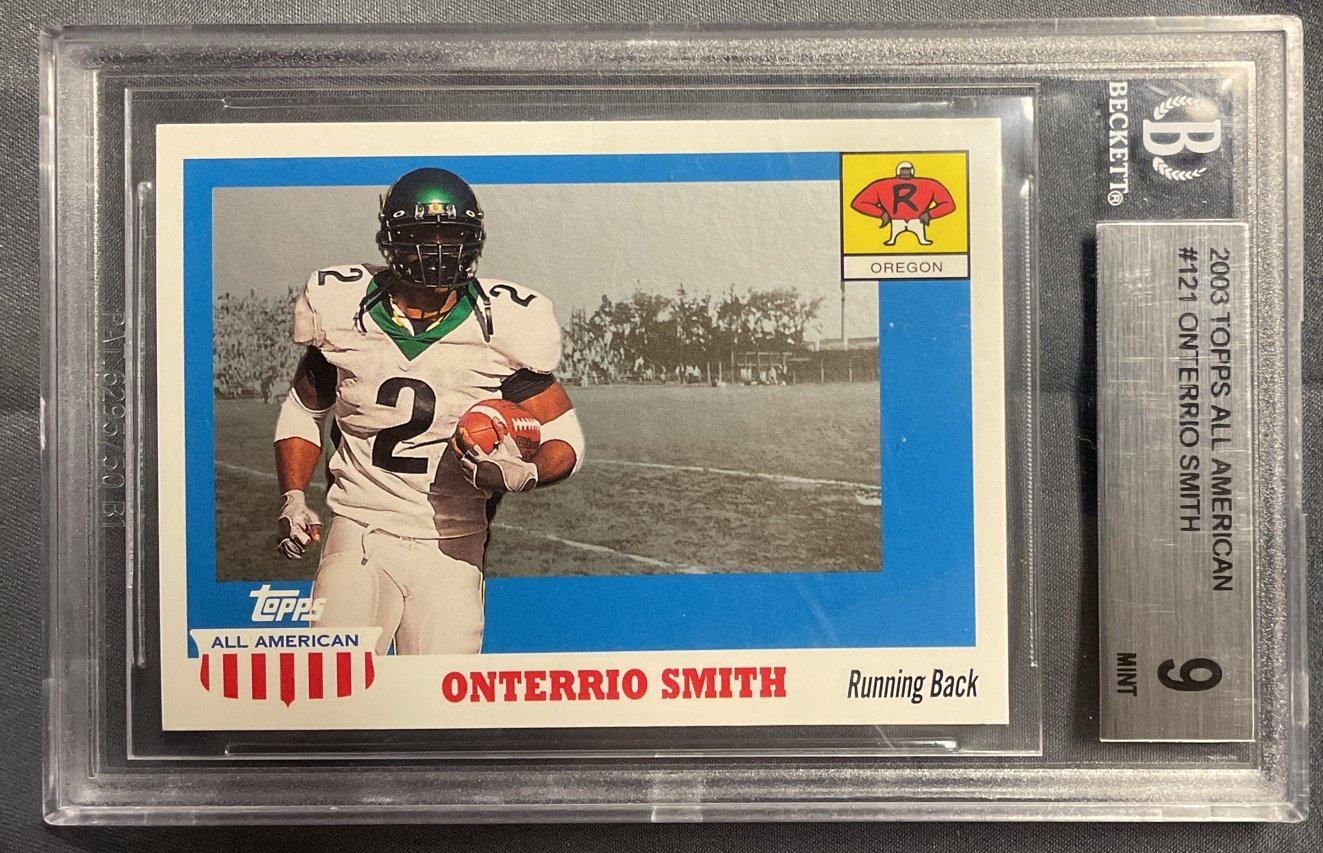 R
OREGON
2
2
2
Topps
ALL AMERICAN
ONTERRIO SMITH
Running Back
B
BECKETT®
2003 TOPPS ALL AMERICAN
#121 ONTERRIO SMITH
9
MINT